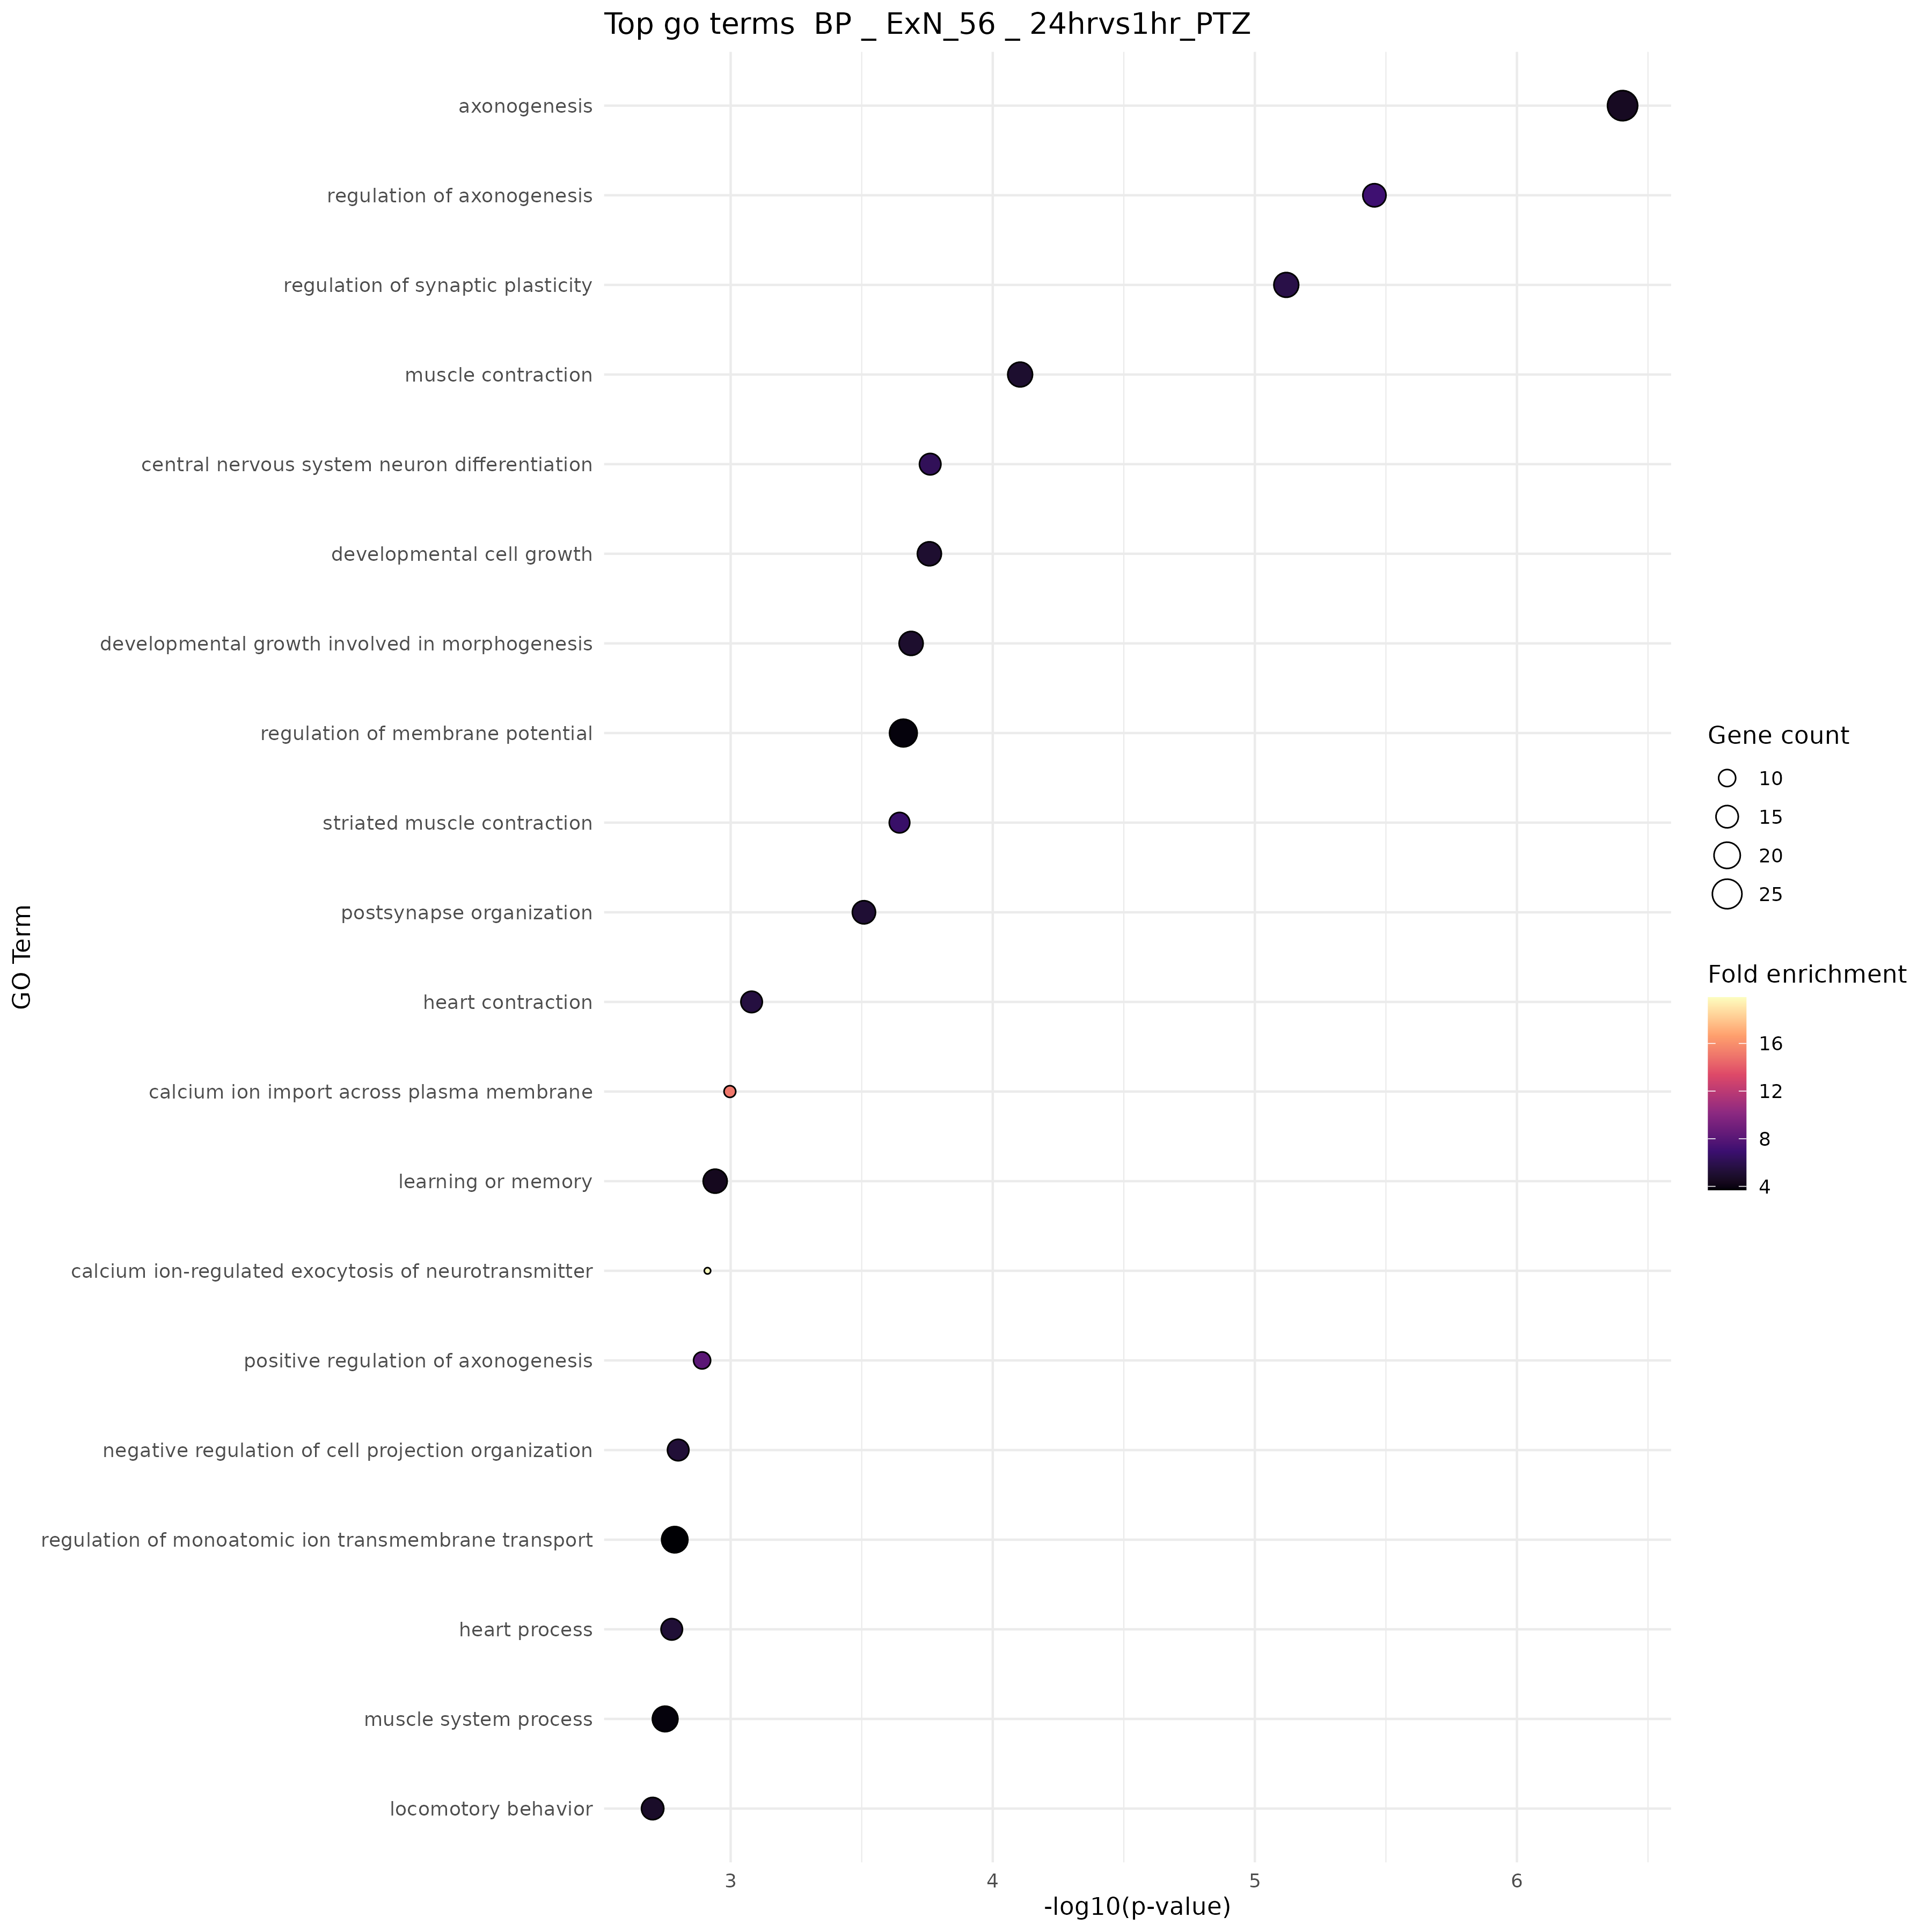 Top go terms  BP _ ExN_56 _ 24hrvs1hr_PTZ
axonogenesis
regulation of axonogenesis
regulation of synaptic plasticity
muscle contraction
central nervous system neuron differentiation
developmental cell growth
developmental growth involved in morphogenesis
regulation of membrane potential
striated muscle contraction
postsynapse organization
heart contraction
calcium ion import across plasma membrane
learning or memory
calcium ion-regulated exocytosis of neurotransmitter
positive regulation of axonogenesis
negative regulation of cell projection organization
regulation of monoatomic ion transmembrane transport
heart process
muscle system process
locomotory behavior
GO Term
3 4 5 6
-log10(p-value)
Gene count
10
15
20
25
Fold enrichment
16
12
8
4